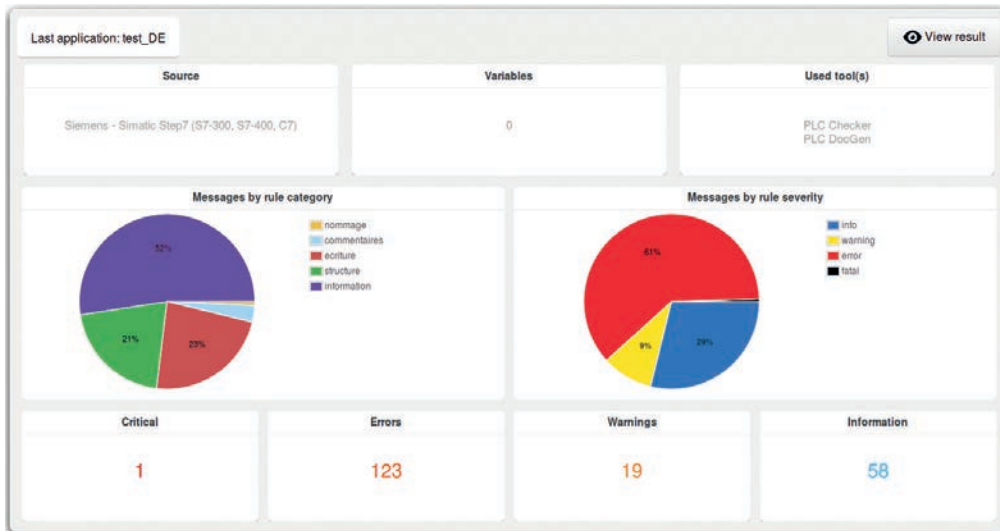 Last application: test_DE
View result
Source
Siemens - Simatic Step7 (S7-300, S7-400, C7)
Variables
0
Used tool(s)
PLC Checker
PLC DocGen
Messages by rule category
52%
21%
23%
nommage
commentaires
ecriture
structure
information
Messages by rule severity
61%
9%
29%
info
warning
error
fatal
Critical
1
Errors
123
Warnings
19
Information
58